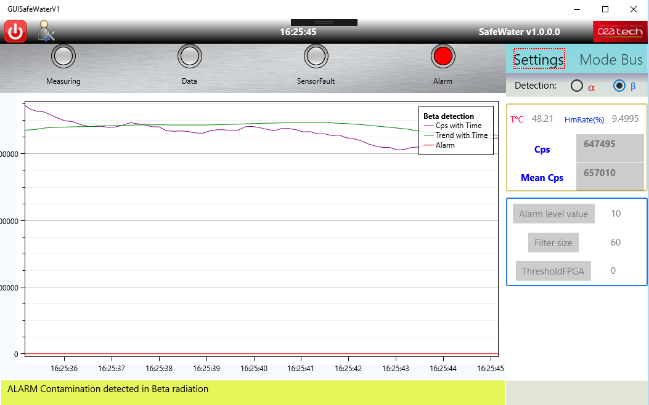 GUISafeWaterV1
16:25:45
SafeWater v1.0.0.0
ceatech
Measuring
Data
SensorFault
Alarm
Settings
Mode Bus
Detection:
α
β
Beta detection
Cps with Time
Trend with Time
Alarm
T°C
48.21
HmRate(%)
9.4995
Cps
647495
Mean Cps
657010
Alarm level value
10
Filter size
60
ThresholdFPGA
0
00000
00000
00000
0
16:25:36
16:25:37
16:25:38
16:25:39
16:25:40
16:25:41
16:25:42
16:25:43
16:25:44
16:25:45
ALARM Contamination detected in Beta radiation